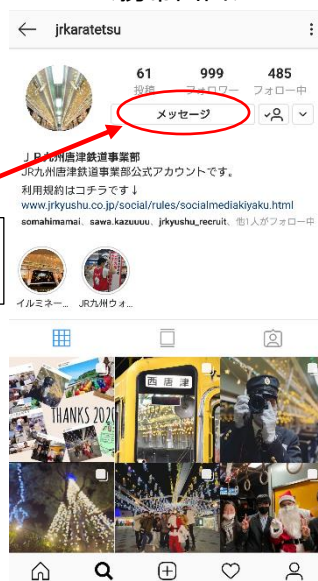 jrkaratetsu
61 999 485
投稿 フォロワー フォロー中
メッセージ
JR九州唐津鉄道事業部
JR九州唐津鉄道事業部公式アカウントです。
利用規約はコチラです↓
www.jrkyushu.co.jp/social/rules/socialmediakiyaku.html
somahimamai、sawa.kazuuuu、jrkyushu_recruit、他1人がフォロー中
イルミネー... JR九州ウォ...
THANKS 2020
西唐津